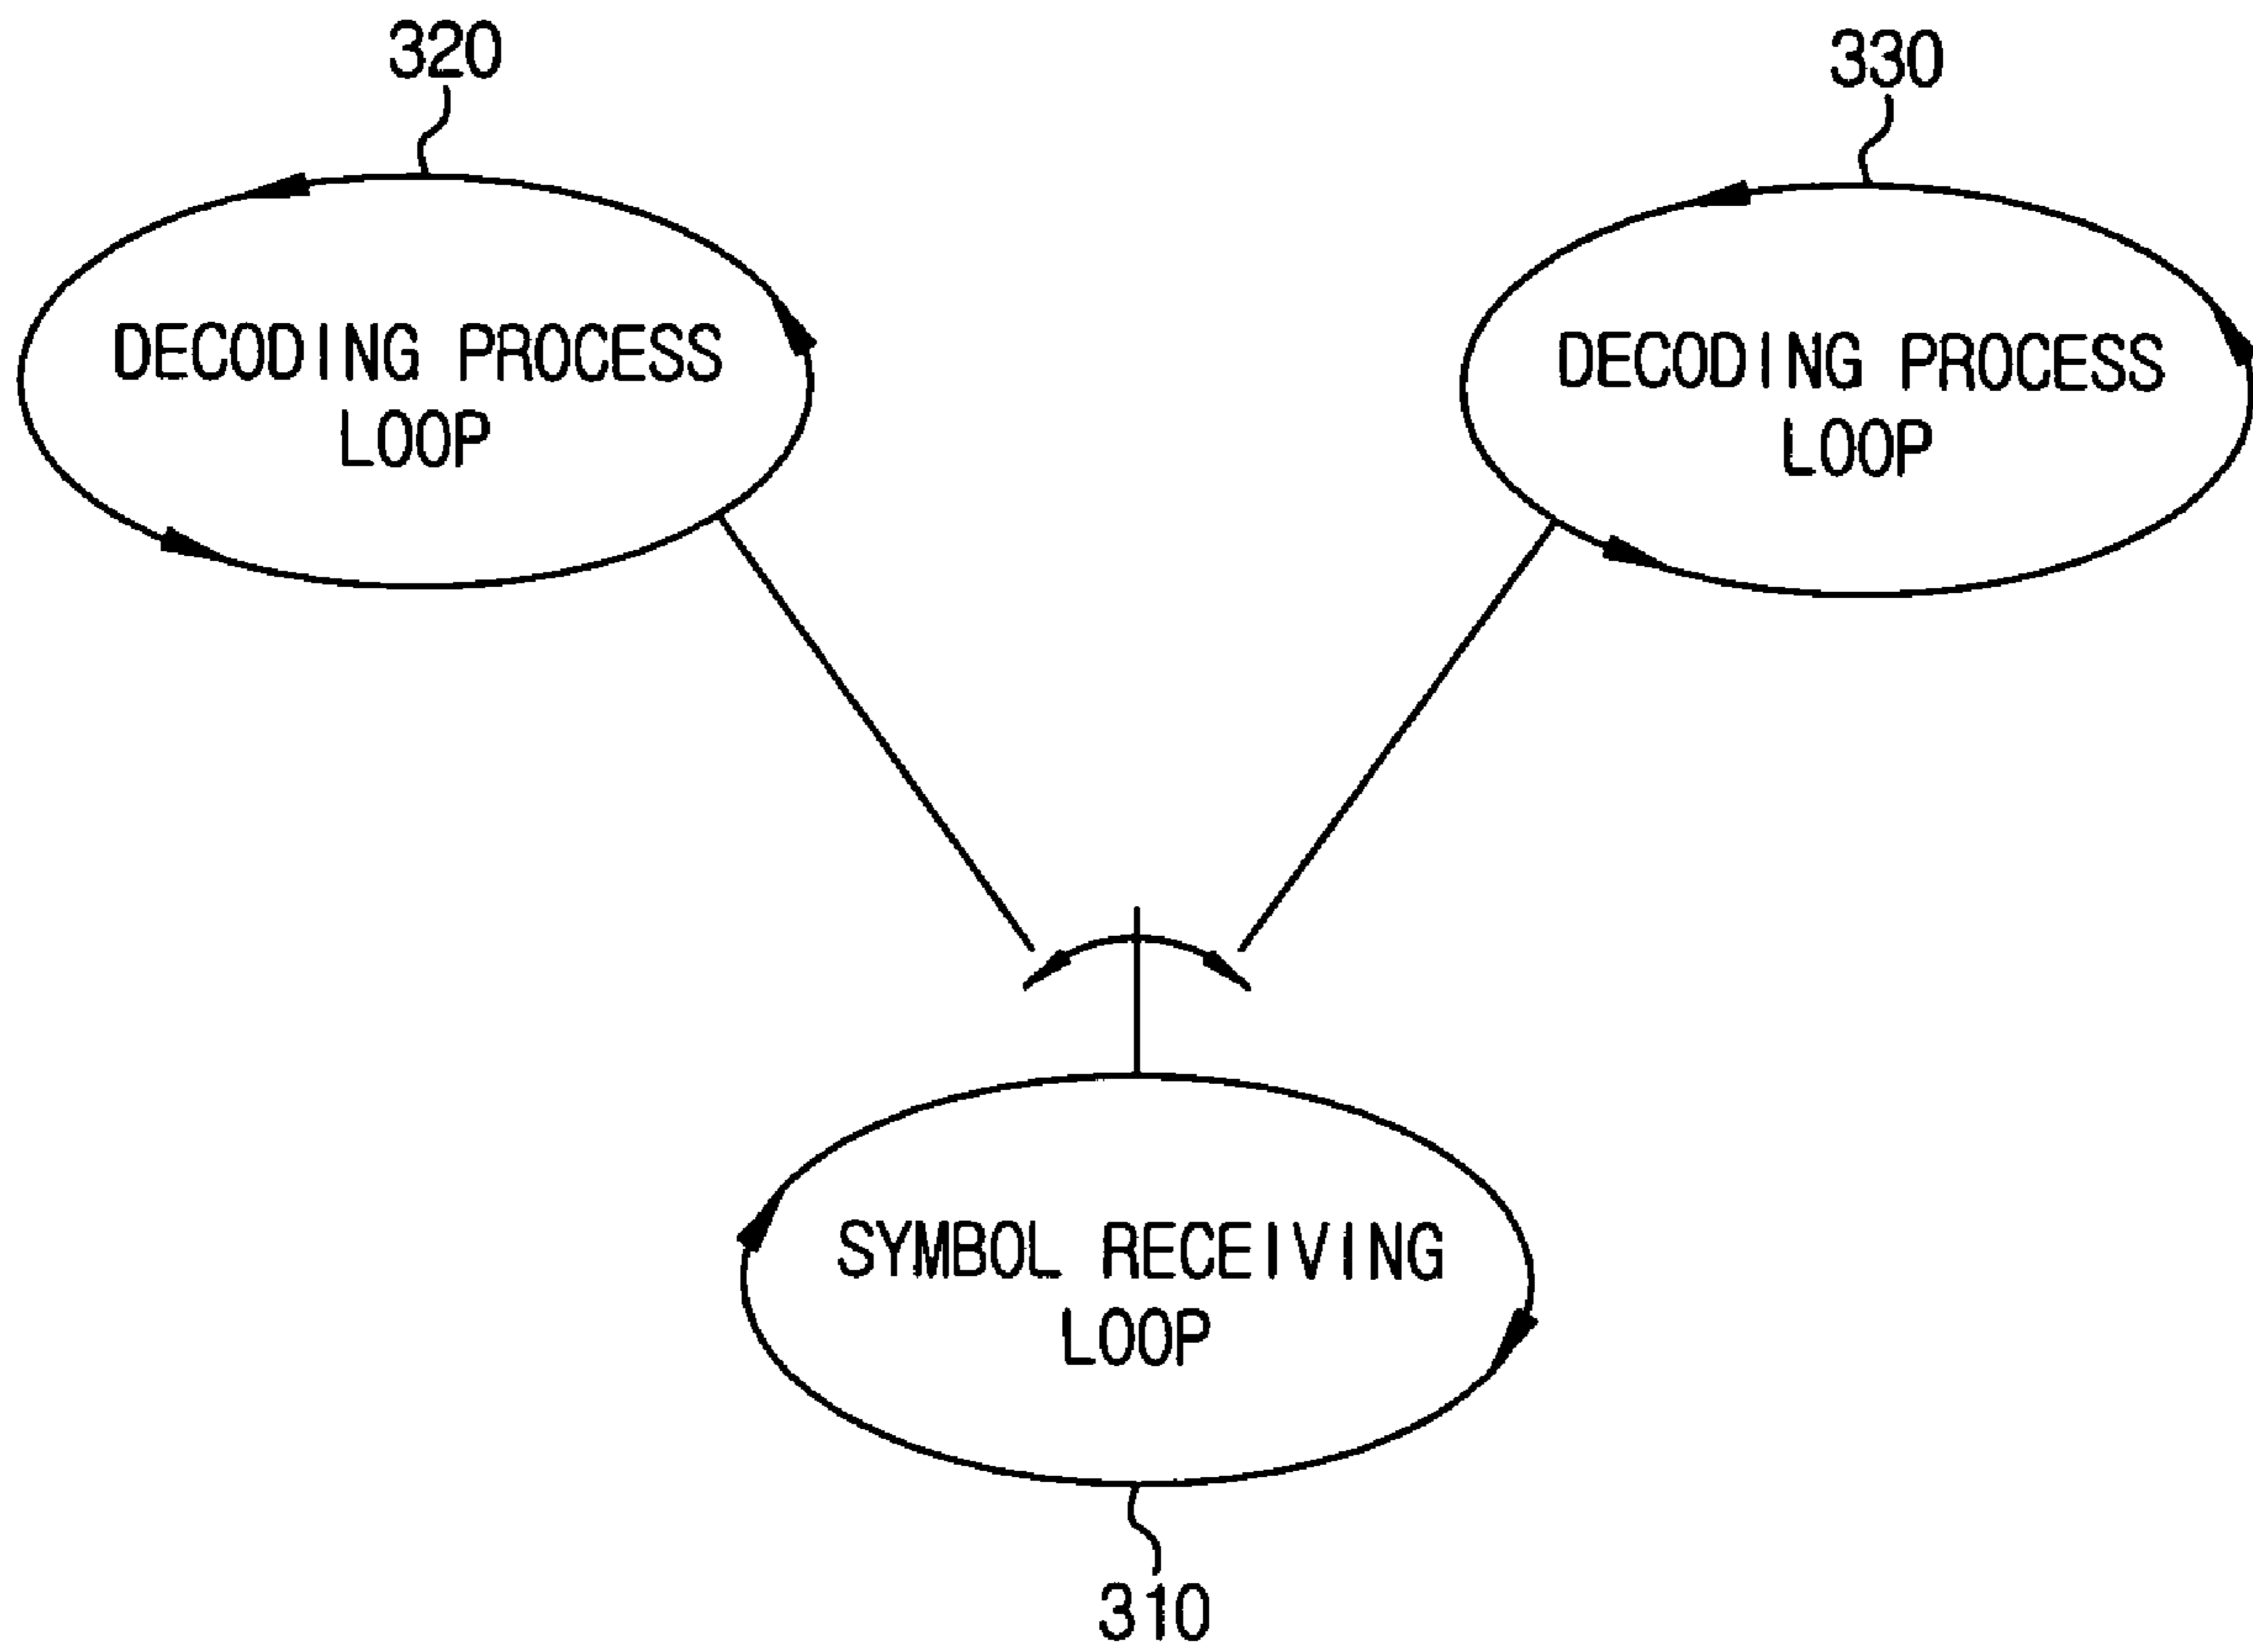 320
330
DECODING PROCESS
LOOP
DECODING PROCESS
LOOP
SYMBOL RECEIVING
LOOP
310